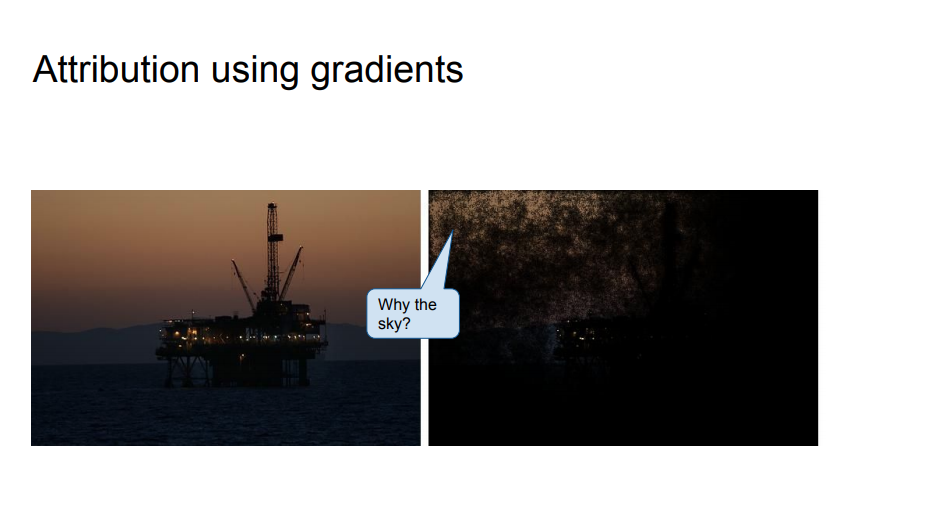 Attribution using gradients
Why the
sky?